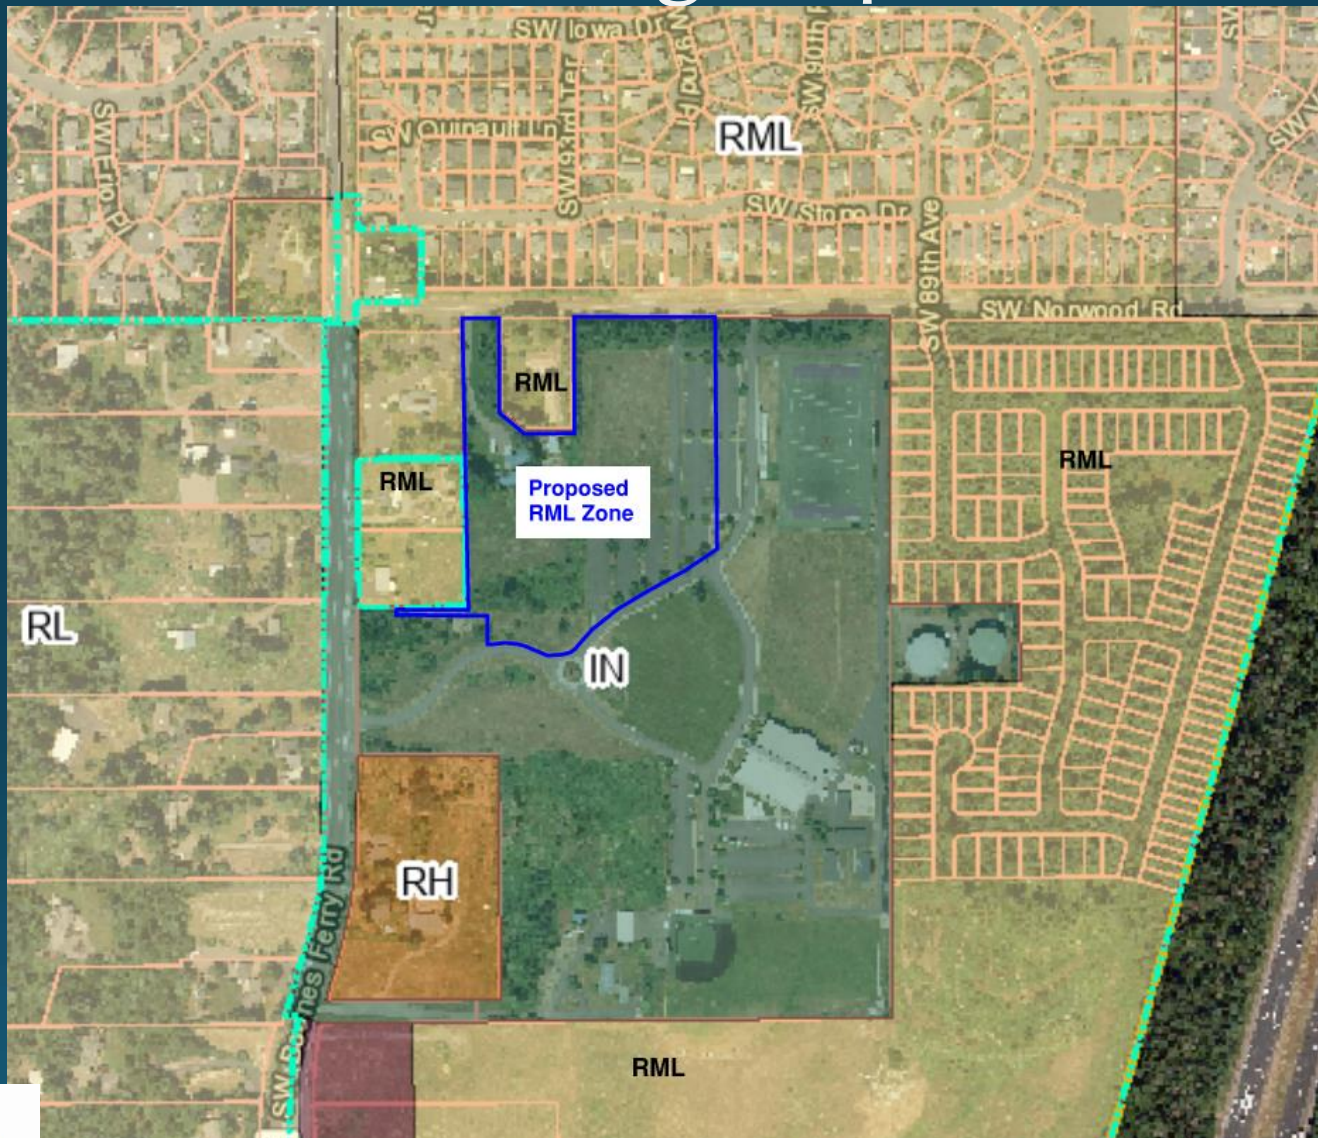 SW Iowa Dr
SW 90th
SW Quinault Ln
SW 93rd Ter
RML
SW Stono Dr
SW 89th Ave
SW Norwood Rd
RML
RML
RML
Proposed
RML Zone
RL
IN
RH
SW Boones Ferry Rd
RML